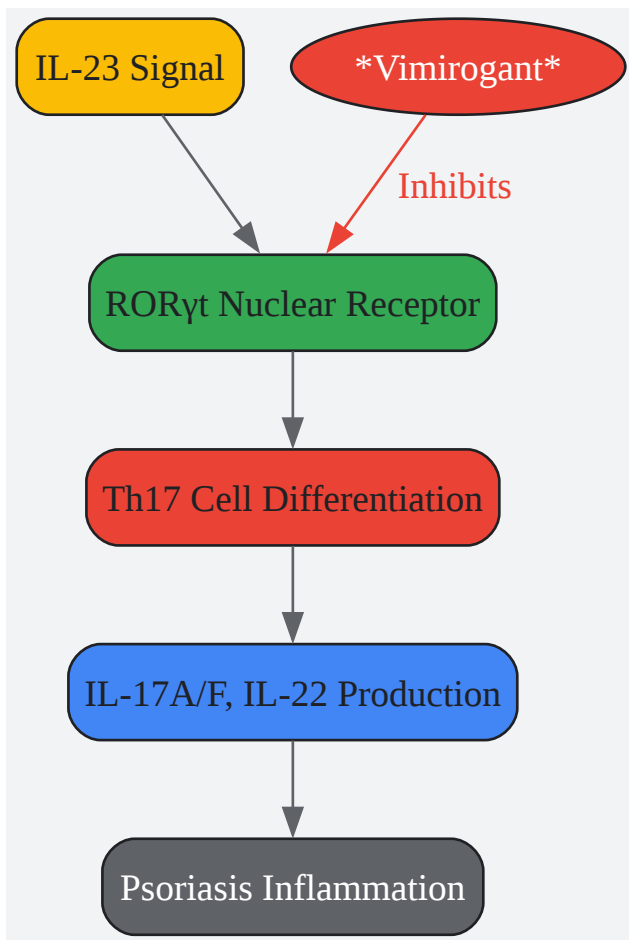 IL-23 Signal
*Vimirogant*
Inhibits
RORγt Nuclear Receptor
Th17 Cell Differentiation
IL-17A/F, IL-22 Production
Psoriasis Inflammation